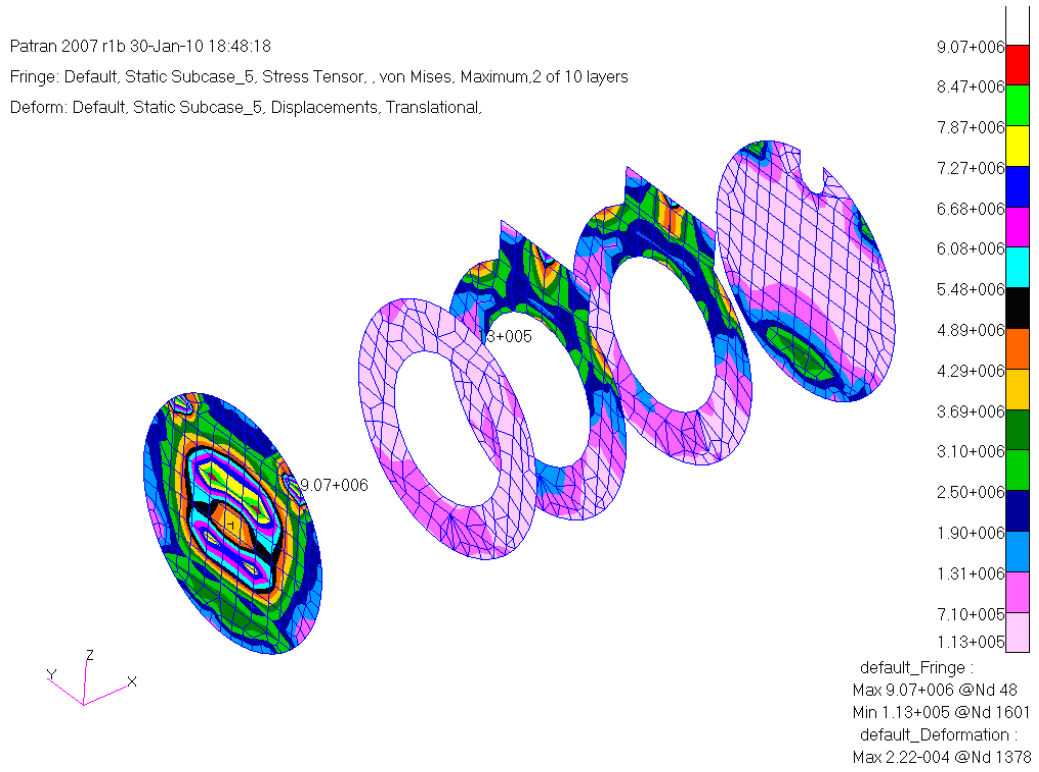 Patran 2007 r1b 30-Jan-10 18:48:18
Fringe: Default, Static Subcase_5, Stress Tensor, , von Mises, Maximum,2 of 10 layers
Deform: Default, Static Subcase_5, Displacements, Translational,
9.07+006
8.47+006
7.87+006
7.27+006
6.68+006
6.08+006
5.48+006
4.89+006
4.29+006
3.69+006
3.10+006
2.50+006
1.90+006
1.31+006
7.10+005
1.13+005
3+005
9.07+006
Z
Y
X
default_Fringe :
Max 9.07+006 @Nd 48
Min 1.13+005 @Nd 1601
default_Deformation :
Max 2.22-004 @Nd 1378